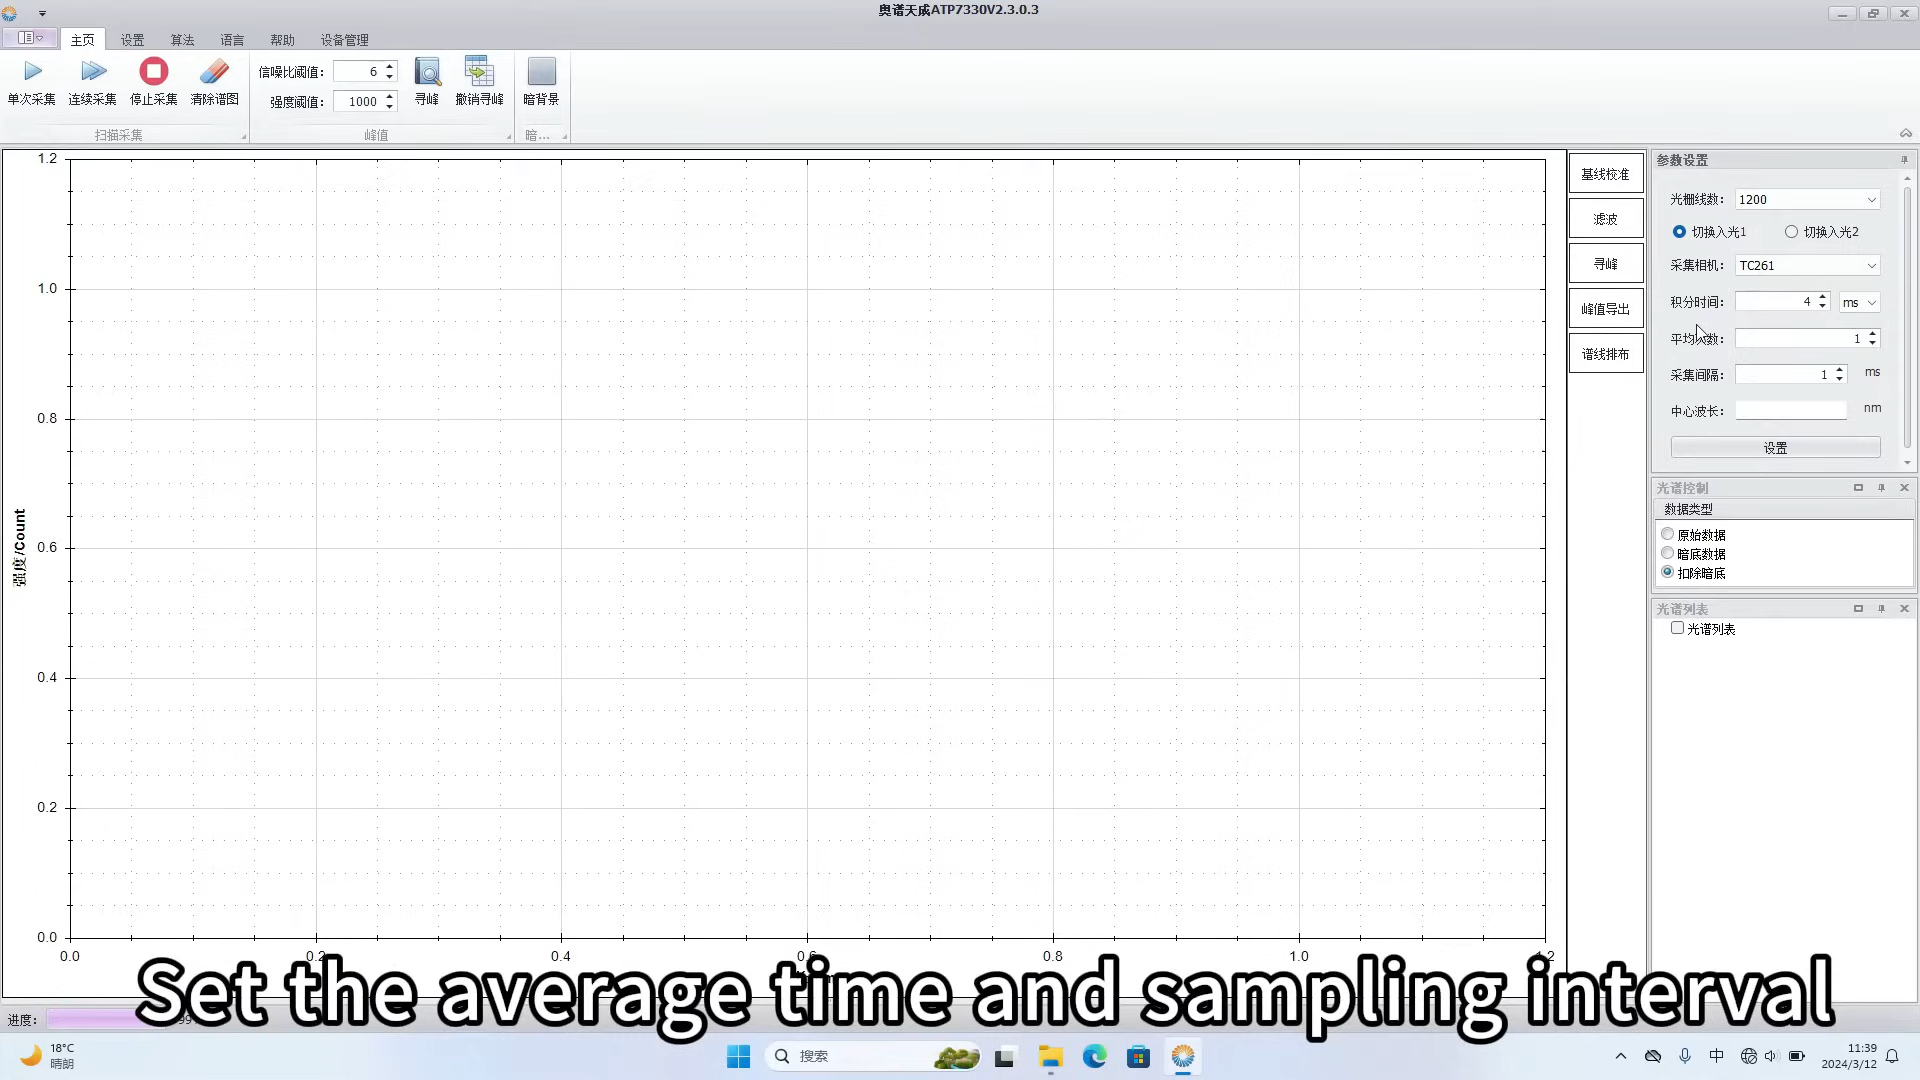 奥谱天成ATP7330V2.3.0.3
主页 设置 算法 语言 帮助 设备管理
单次采集 连续采集 停止采集 清除谱图
扫描采集
信噪比阈值: 6
强度阈值: 1000
寻峰 撤销寻峰
峰值
暗背景
暗...
1.2
1.0
0.8
0.6
0.4
0.2
0.0
强度/Count
0.0 0.4 0.8 1.0
基线校准
滤波
寻峰
峰值导出
谱线排布
参数设置
光栅线数: 1200
切换入光1 切换入光2
采集相机: TC261
积分时间: 4 ms
平均次数: 1
采集间隔: 1 ms
中心波长: nm
设置
光谱控制
数据类型
原始数据
暗底数据
扣除暗底
光谱列表
光谱列表
Set the average time and sampling interval
进度:
18°C
晴朗
搜索
中
11:39
2024/3/12